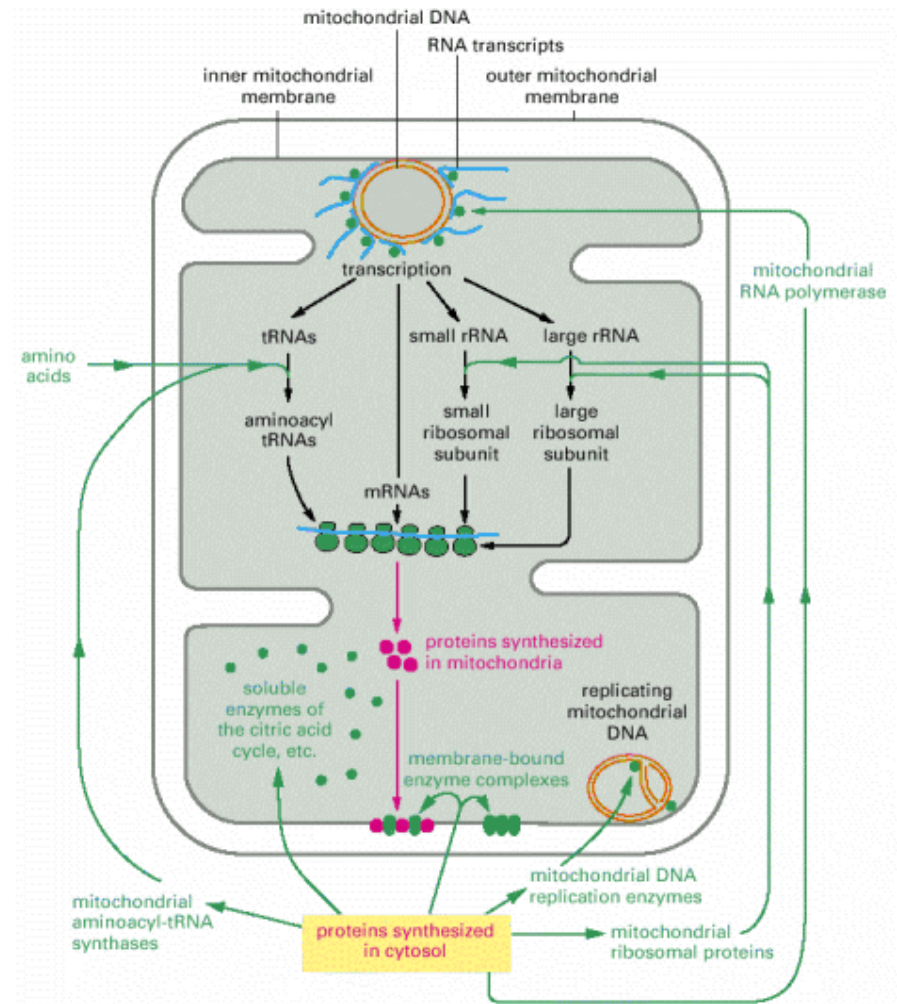 mitochondrial DNA
RNA transcripts
inner mitochondrial
membrane
outer mitochondrial
membrane
transcription
mitochondrial
RNA polymerase
tRNAs
small rRNA
large rRNA
amino
acids
aminoacyl
tRNAs
small
ribosomal
subunit
large
ribosomal
subunit
mRNAs
proteins synthesized
in mitochondria
soluble
enzymes of
the citric acid
cycle, etc.
replicating
mitochondrial
DNA
membrane-bound
enzyme complexes
mitochondrial DNA
replication enzymes
mitochondrial
aminoacyl-tRNA
synthases
proteins synthesized
in cytosol
mitochondrial
ribosomal proteins